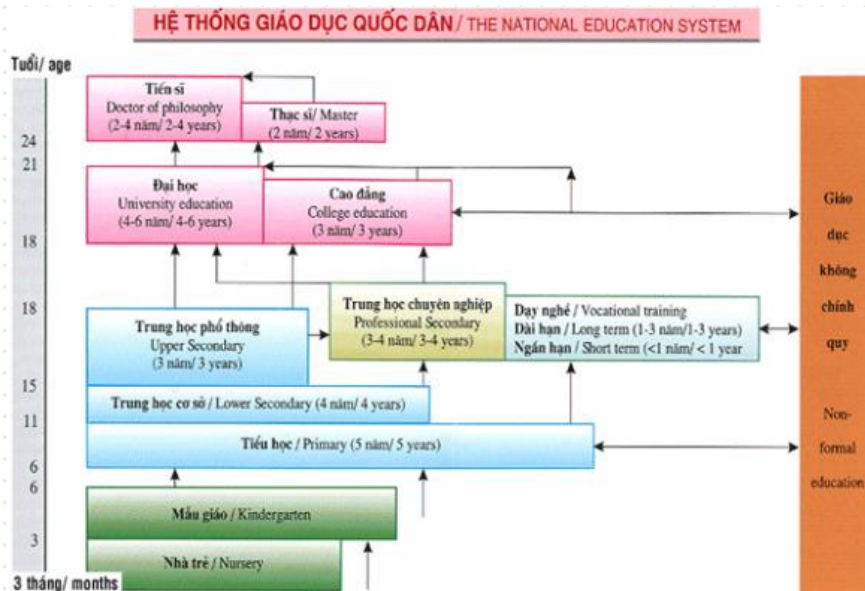 HỆ THỐNG GIÁO DỤC QUỐC DÂN / THE NATIONAL EDUCATION SYSTEM
Tuổi/ age
Tiến sĩ
Doctor of philosophy
(2-4 năm/ 2-4 years)
Thạc sĩ/ Master
(2 năm/ 2 years)
24
21
Đại học
University education
(4-6 năm/ 4-6 years)
Cao đẳng
College education
(3 năm/ 3 years)
18
18
Trung học phổ thông
Upper Secondary
(3 năm/ 3 years)
Trung học chuyên nghiệp
Professional Secondary
(3-4 năm/ 3-4 years)
Dạy nghề / Vocational training
Dài hạn / Long term (1-3 năm/1-3 years)
Ngắn hạn / Short term (<1 năm/ < 1 year
15
Trung học cơ sở / Lower Secondary (4 năm/ 4 years)
11
Tiểu học / Primary (5 năm/ 5 years)
6
6
Mẫu giáo / Kindergarten
3
Nhà trẻ / Nursery
3 tháng/ months
Giáo
dục
không
chính
quy
Non-
formal
education